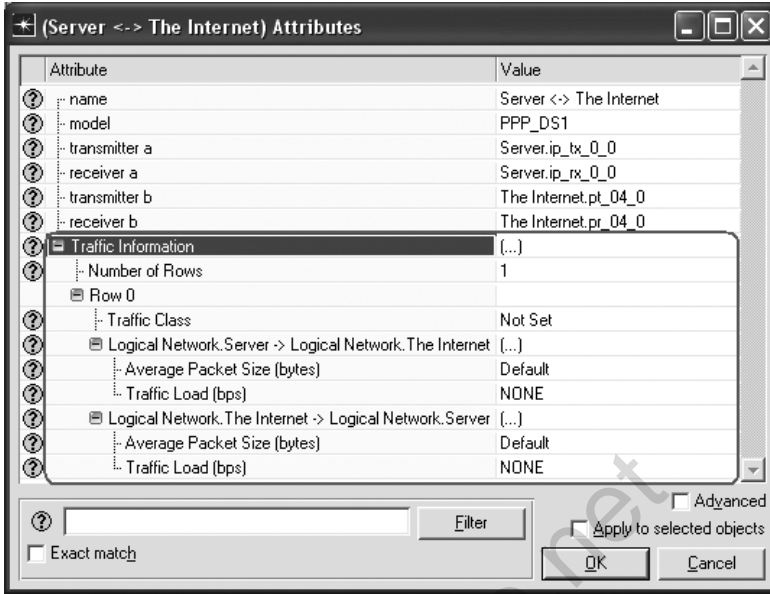 (Server <-> The Internet) Attributes
Attribute Value
name Server <-> The Internet
model PPP_DS1
transmitter a Server.ip_tx_0_0
receiver a Server.ip_rx_0_0
transmitter b The Internet.pt_04_0
receiver b The Internet.pr_04_0
Traffic Information (...)
Number of Rows 1
Row 0
Traffic Class Not Set
Logical Network.Server -> Logical Network.The Internet (...)
Average Packet Size (bytes) Default
Traffic Load (bps) NONE
Logical Network.The Internet -> Logical Network.Server (...)
Average Packet Size (bytes) Default
Traffic Load (bps) NONE
Advanced
Filter
Apply to selected objects
Exact match
OK Cancel